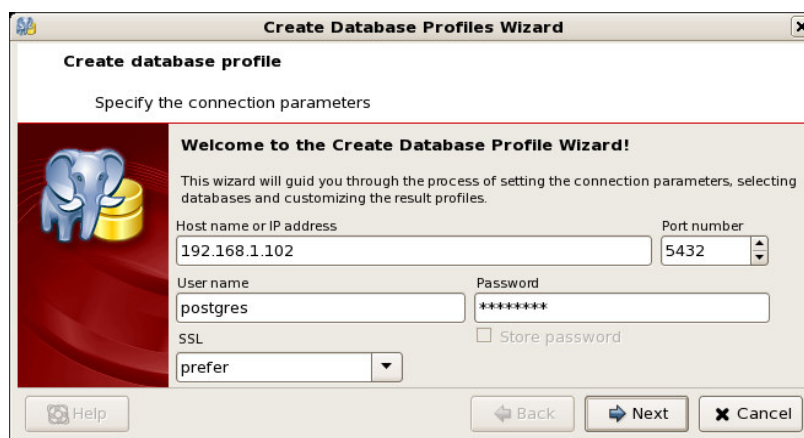 Create Database Profiles Wizard
Create database profile
Specify the connection parameters
Welcome to the Create Database Profile Wizard!
This wizard will guid you through the process of setting the connection parameters, selecting
databases and customizing the result profiles.
Host name or IP address Port number
192.168.1.102 5432
User name Password
postgres ********
SSL Store password
prefer
Help Back Next Cancel